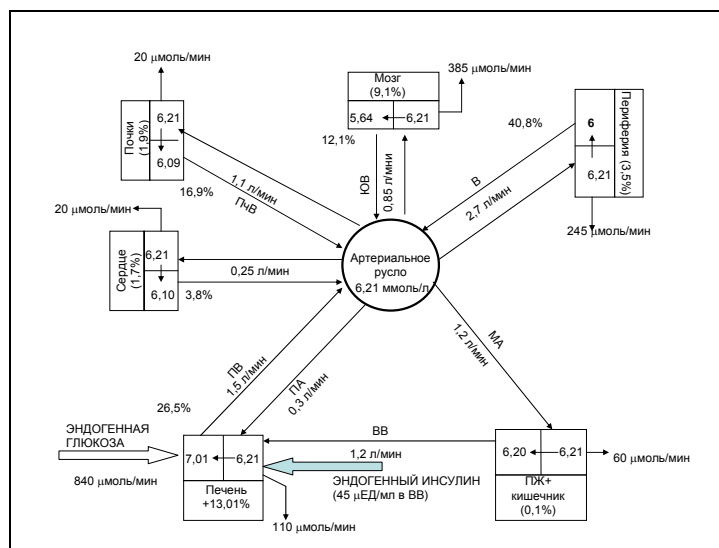 20 μмоль/мин
385 μмоль/мин
Мозг
(9,1%)
5,64
6,21
12,1%
40,8%
Почки
(1,9%)
6,21
6,09
16,9%
1,1 л/мин
ПчВ
ЮВ
0,85 л/мни
В
2,7 л/мин
6
6,21
Периферия (3,5%)
245 μмоль/мин
20 μмоль/мин
Сердце
(1,7%)
6,21
6,10
3,8%
0,25 л/мин
Артериальное
русло
6,21 ммоль/л
ПВ
1,5 л/мин
ПА
0,3 л/мин
МА
1,2 л/мин
26,5%
ЭНДОГЕННАЯ
ГЛЮКОЗА
840 μмоль/мин
7,01
6,21
Печень
+13,01%
110 μмоль/мин
ВВ
1,2 л/мин
ЭНДОГЕННЫЙ ИНСУЛИН
(45 μЕД/мл в ВВ)
6,20
6,21
ПЖ+
кишечник
(0,1%)
60 μмоль/мин